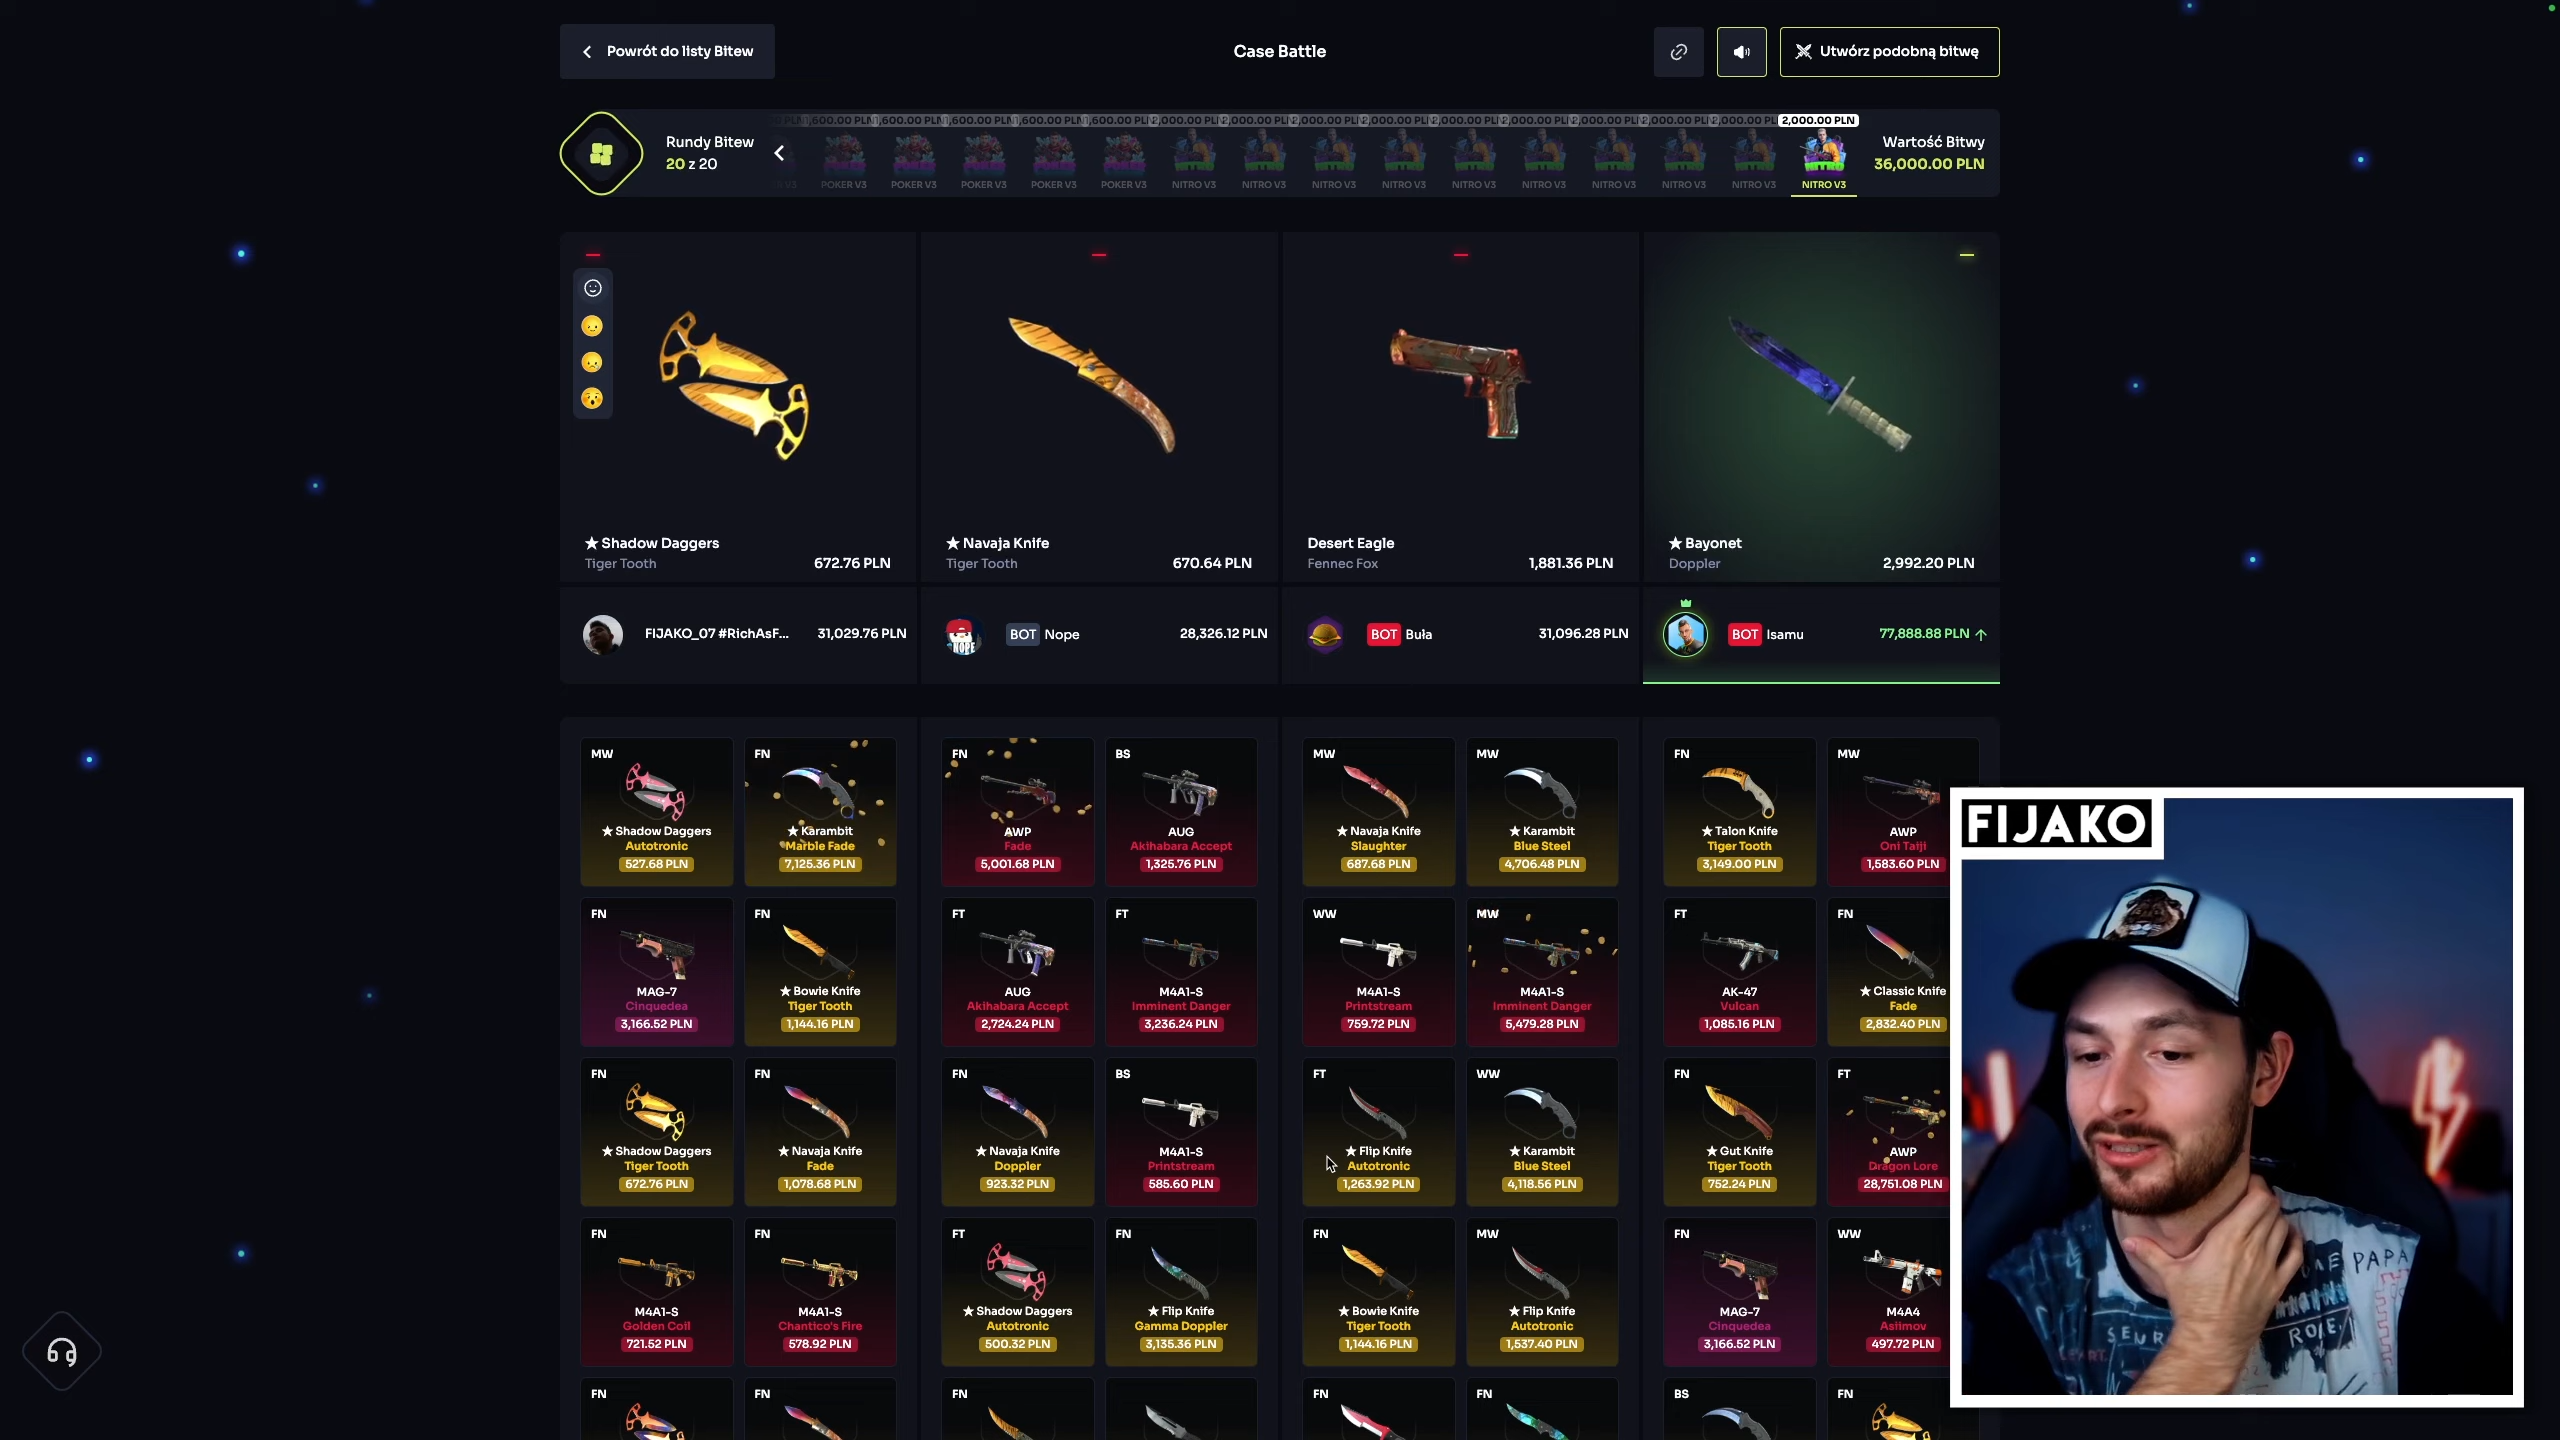 Powrót do listy Bitew
Case Battle
Utwórz podobną bitwę
Rundy Bitew
20 z 20
600.00 PLN
600.00 PLN
600.00 PLN
600.00 PLN
2,000.00 PLN
POKER V3
POKER V3
POKER V3
POKER V3
POKER V3
NITRO V3
NITRO V3
NITRO V3
NITRO V3
NITRO V3
NITRO V3
NITRO V3
NITRO V3
NITRO V3
NITRO V3
Wartość Bitwy
36,000.00 PLN
★ Shadow Daggers
Tiger Tooth
672.76 PLN
★ Navaja Knife
Tiger Tooth
670.64 PLN
Desert Eagle
Fennec Fox
1,881.36 PLN
★ Bayonet
Doppler
2,992.20 PLN
FIJAKO_07 #RichAsF...
31,029.76 PLN
NOPE
BOT Nope
28,326.12 PLN
BOT Buła
31,096.28 PLN
BOT Isamu
77,888.88 PLN
MW
★ Shadow Daggers
Autotronic
527.68 PLN
FN
★ Karambit
Marble Fade
7,125.36 PLN
FN
AWP
Fade
5,001.68 PLN
BS
AUG
Akihabara Accept
1,325.76 PLN
MW
★ Navaja Knife
Slaughter
687.68 PLN
MW
★ Karambit
Blue Steel
4,706.48 PLN
FN
★ Talon Knife
Tiger Tooth
3,149.00 PLN
MW
AWP
Oni Taiji
1,583.60 PLN
FN
MAG-7
Cinquedea
3,166.52 PLN
FN
★ Bowie Knife
Tiger Tooth
1,144.16 PLN
FT
AUG
Akihabara Accept
2,724.24 PLN
FT
M4A1-S
Imminent Danger
3,236.24 PLN
WW
M4A1-S
Printstream
759.72 PLN
MW
M4A1-S
Imminent Danger
5,479.28 PLN
FT
AK-47
Vulcan
1,085.16 PLN
FN
★ Classic Knife
Fade
2,832.40 PLN
FN
★ Shadow Daggers
Tiger Tooth
672.76 PLN
FN
★ Navaja Knife
Fade
1,078.68 PLN
FN
★ Navaja Knife
Doppler
923.32 PLN
BS
M4A1-S
Printstream
585.60 PLN
FT
★ Flip Knife
Autotronic
1,263.92 PLN
WW
★ Karambit
Blue Steel
4,118.56 PLN
FN
★ Gut Knife
Tiger Tooth
752.24 PLN
FT
AWP
Dragon Lore
28,751.08 PLN
FN
M4A1-S
Golden Coil
721.52 PLN
FN
M4A1-S
Chantico's Fire
578.92 PLN
FT
★ Shadow Daggers
Autotronic
500.32 PLN
FN
★ Flip Knife
Gamma Doppler
3,135.36 PLN
FN
★ Bowie Knife
Tiger Tooth
1,144.16 PLN
MW
★ Flip Knife
Autotronic
1,537.40 PLN
FN
MAG-7
Cinquedea
3,166.52 PLN
WW
M4A4
Asiimov
497.72 PLN
FN
FN
FN
FN
FN
BS
FN
FIJAKO
PAPA
ROLE